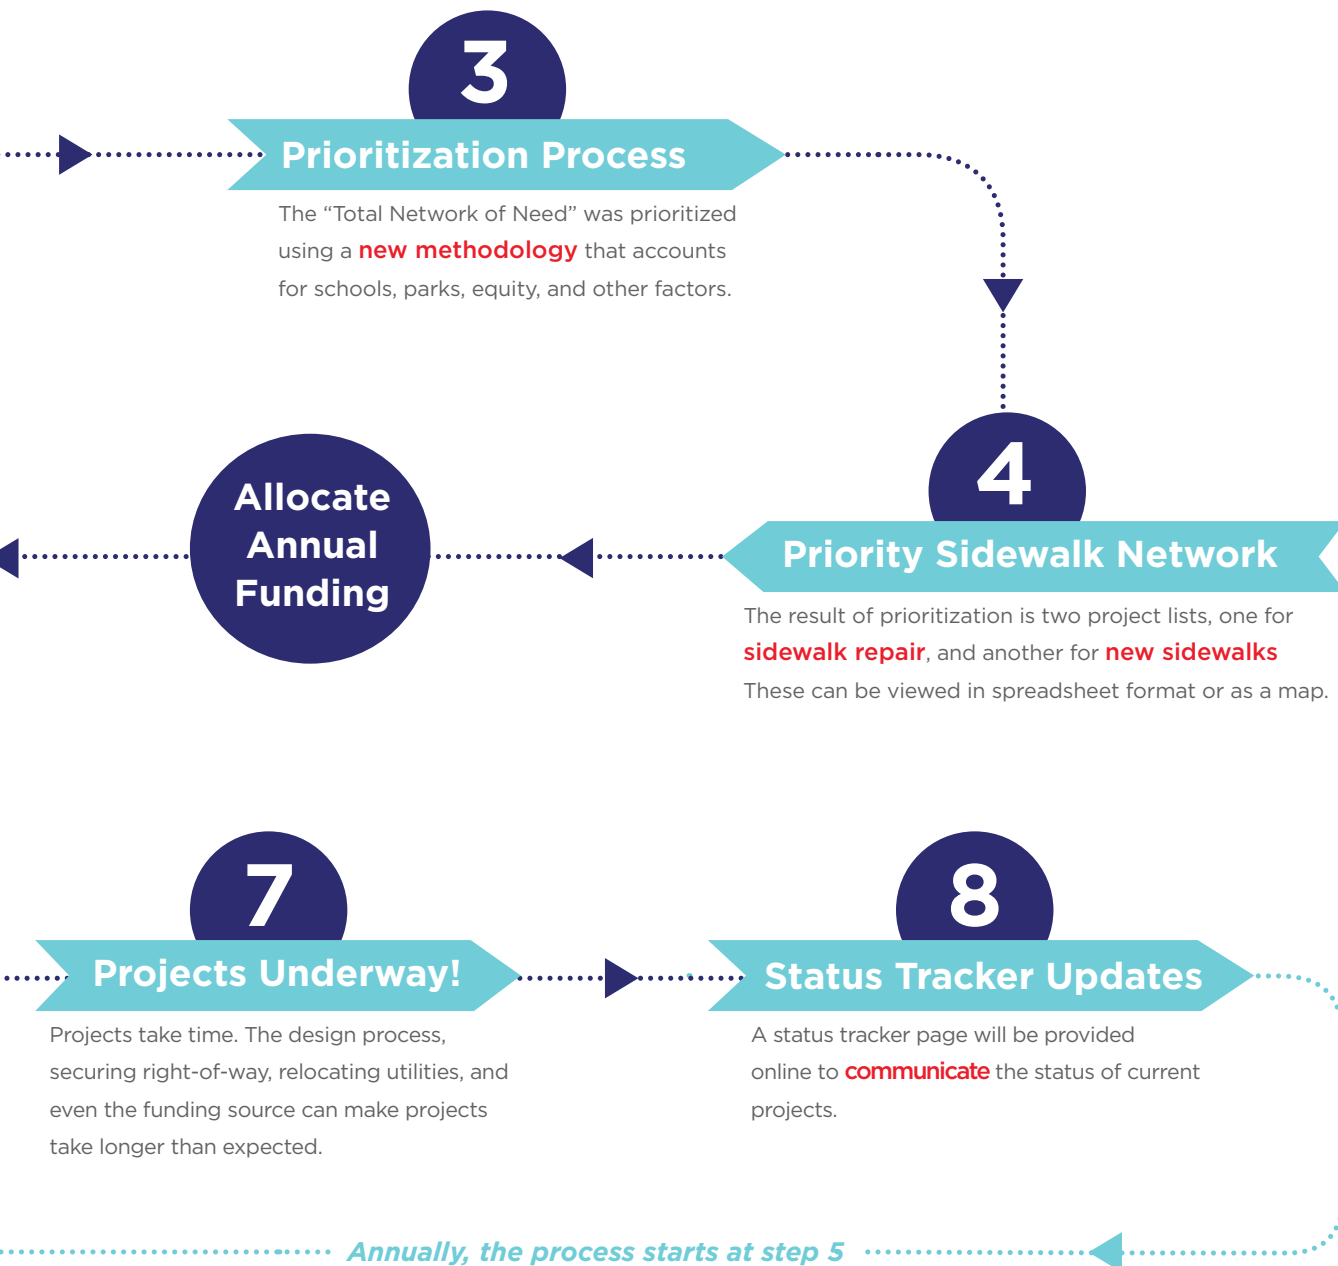 3
Prioritization Process
The “Total Network of Need” was prioritized
using a new methodology that accounts
for schools, parks, equity, and other factors.
4
Priority Sidewalk Network
The result of prioritization is two project lists, one for
sidewalk repair, and another for new sidewalks
These can be viewed in spreadsheet format or as a map.
Allocate
Annual
Funding
7
Projects Underway!
Projects take time. The design process,
securing right-of-way, relocating utilities, and
even the funding source can make projects
take longer than expected.
8
Status Tracker Updates
A status tracker page will be provided
online to communicate the status of current
projects.
Annually, the process starts at step 5